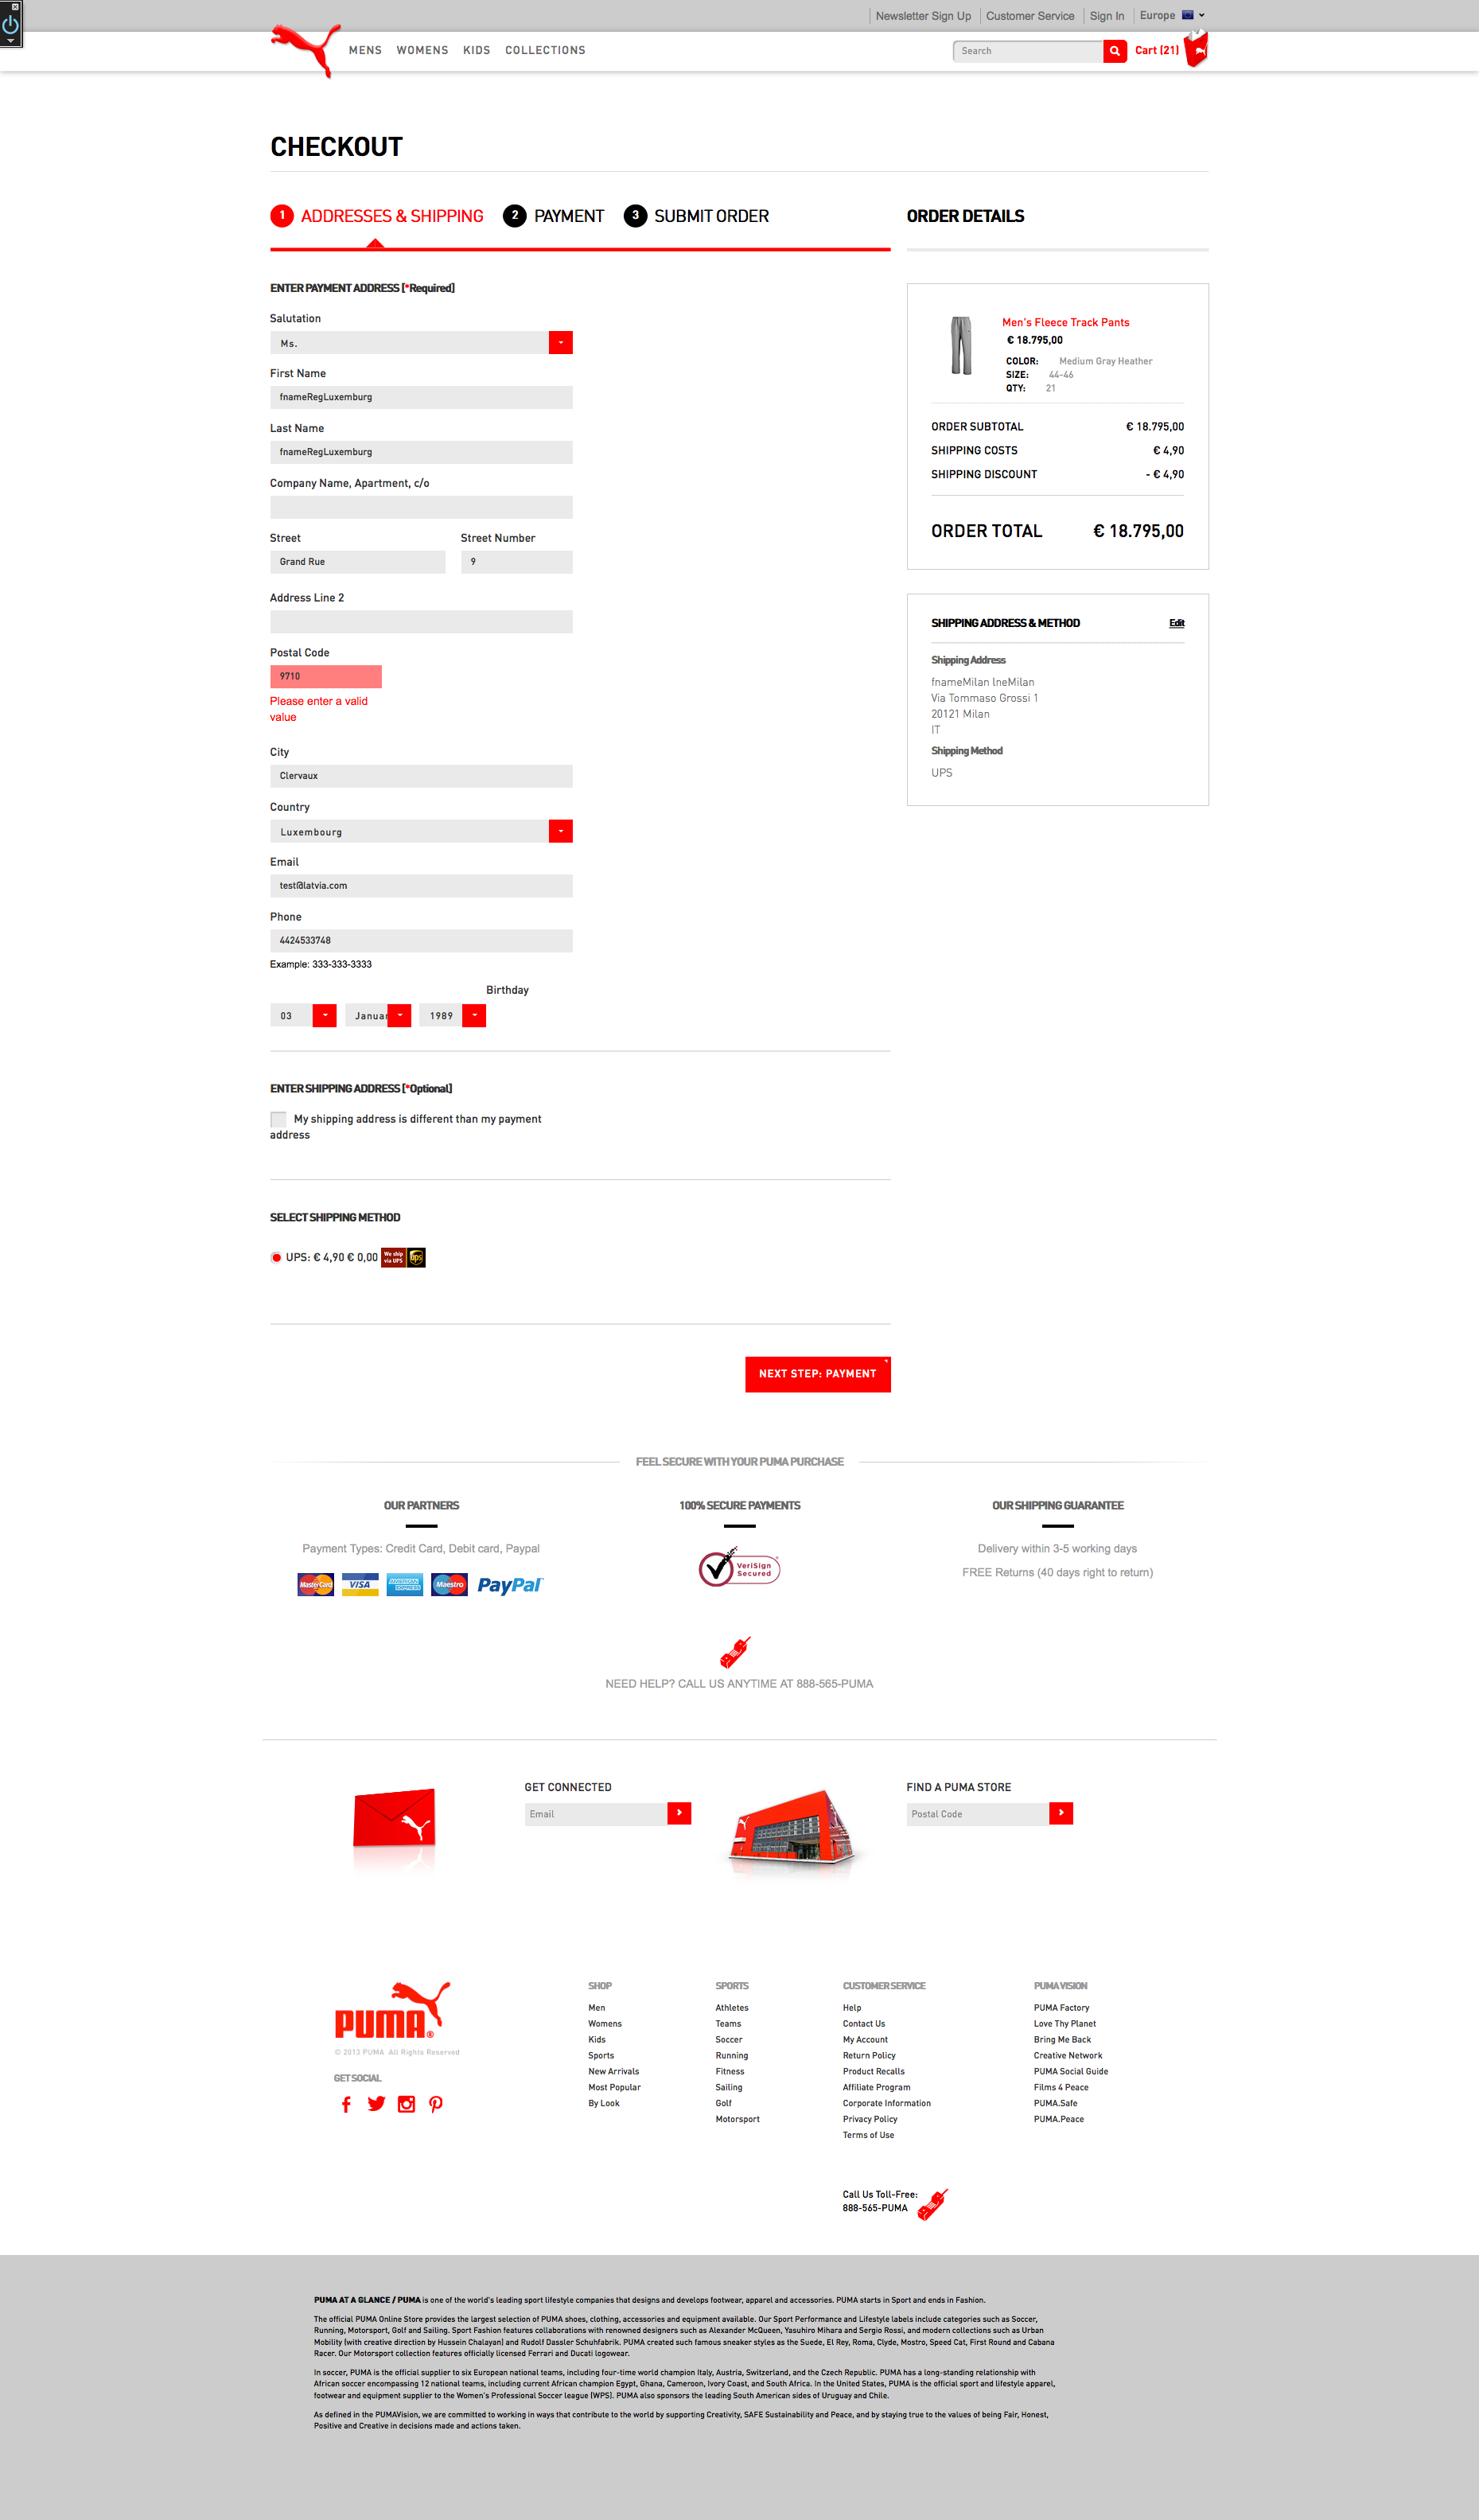 Newsletter Sign Up
Customer Service
Sign In
Europe
MENS WOMENS KIDS COLLECTIONS
Search
Cart (21)
CHECKOUT
1 ADDRESSES & SHIPPING
2 PAYMENT
3 SUBMIT ORDER
ORDER DETAILS
ENTER PAYMENT ADDRESS [*Required]
Salutation
Ms.
First Name
fnameRegLuxemburg
Last Name
fnameRegLuxemburg
Company Name, Apartment, c/o
Street
Street Number
Grand Rue
9
Address Line 2
Postal Code
9710
Please enter a valid
value
City
Clervaux
Country
Luxembourg
Email
test@latvia.com
Phone
4424533748
Example: 333-333-3333
Birthday
03
Januar
1989
Men's Fleece Track Pants
€ 18.795,00
COLOR: Medium Gray Heather
SIZE: 44-46
QTY: 21
ORDER SUBTOTAL € 18.795,00
SHIPPING COSTS € 4,90
SHIPPING DISCOUNT - € 4,90
ORDER TOTAL € 18.795,00
SHIPPING ADDRESS & METHOD Edit
Shipping Address
fnameMilan lneMilan
Via Tommaso Grossi 1
20121 Milan
IT
Shipping Method
UPS
ENTER SHIPPING ADDRESS [*Optional]
My shipping address is different than my payment
address
SELECT SHIPPING METHOD
UPS: € 4,90 € 0,00
We ship
via UPS
ups
NEXT STEP: PAYMENT
FEEL SECURE WITH YOUR PUMA PURCHASE
OUR PARTNERS
Payment Types: Credit Card, Debit card, Paypal
MasterCard VISA AMERICAN EXPRESS Maestro PayPal
100% SECURE PAYMENTS
VeriSign
Secured
OUR SHIPPING GUARANTEE
Delivery within 3-5 working days
FREE Returns (40 days right to return)
NEED HELP? CALL US ANYTIME AT 888-565-PUMA
GET CONNECTED
Email
FIND A PUMA STORE
Postal Code
PUMA®
© 2013 PUMA All Rights Reserved
GET SOCIAL
SHOP
Men
Womens
Kids
Sports
New Arrivals
Most Popular
By Look
SPORTS
Athletes
Teams
Soccer
Running
Fitness
Sailing
Golf
Motorsport
CUSTOMER SERVICE
Help
Contact Us
My Account
Return Policy
Product Recalls
Affiliate Program
Corporate Information
Privacy Policy
Terms of Use
PUMA VISION
PUMA Factory
Love Thy Planet
Bring Me Back
Creative Network
PUMA Social Guide
Films 4 Peace
PUMA.Safe
PUMA.Peace
Call Us Toll-Free:
888-565-PUMA
PUMA AT A GLANCE / PUMA is one of the world's leading sport lifestyle companies that designs and develops footwear, apparel and accessories. PUMA starts in Sport and ends in Fashion.
The official PUMA Online Store provides the largest selection of PUMA shoes, clothing, accessories and equipment available. Our Sport Performance and Lifestyle labels include categories such as Soccer,
Running, Motorsport, Golf and Sailing. Sport Fashion features collaborations with renowned designers such as Alexander McQueen, Yasuhiro Mihara and Sergio Rossi, and modern collections such as Urban
Mobility (with creative direction by Hussein Chalayan) and Rudolf Dassler Schuhfabrik. PUMA created such famous sneaker styles as the Suede, El Rey, Roma, Clyde, Mostro, Speed Cat, First Round and Cabana
Racer. Our Motorsport collection features officially licensed Ferrari and Ducati logowear.
In soccer, PUMA is the official supplier to six European national teams, including four-time world champion Italy, Austria, Switzerland, and the Czech Republic. PUMA has a long-standing relationship with
African soccer encompassing 12 national teams, including current African champion Egypt, Ghana, Cameroon, Ivory Coast, and South Africa. In the United States, PUMA is the official sport and lifestyle apparel,
footwear and equipment supplier to the Women's Professional Soccer league (WPS). PUMA also sponsors the leading South American sides of Uruguay and Chile.
As defined in the PUMAVision, we are committed to working in ways that contribute to the world by supporting Creativity, SAFE Sustainability and Peace, and by staying true to the values of being Fair, Honest,
Positive and Creative in decisions made and actions taken.